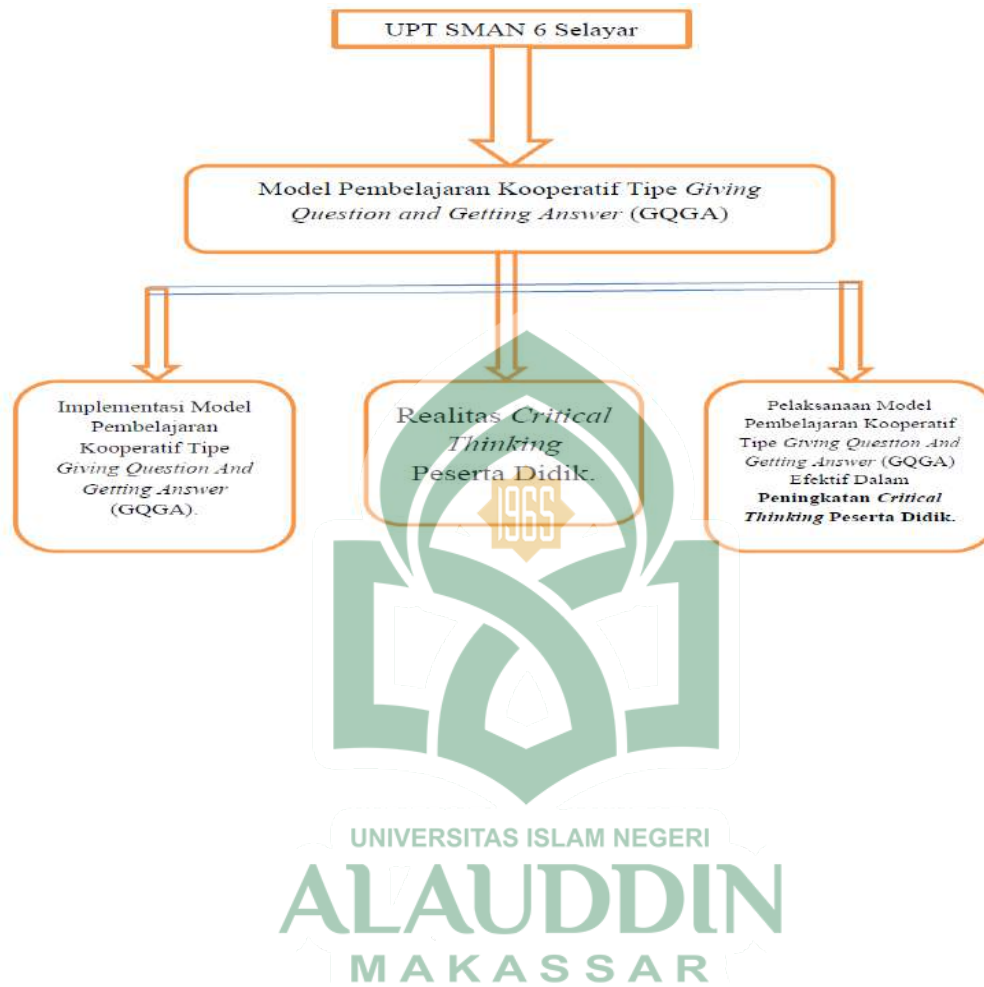 UPT SMAN 6 Selayar
Model Pembelajaran Kooperatif Tipe Giving
Question and Getting Answer (GQGA)
Implementasi Model
Pembelajaran
Kooperatif Tipe
Giving Question And
Getting Answer
(GQGA).
Realitas Critical
Thinking
Peserta Didik.
Pelaksanaan Model
Pembelajaran Kooperatif
Tipe Giving Question And
Getting Answer (GQGA)
Efektif Dalam
Peningkatan Critical
Thinking Peserta Didik.
1965
UNIVERSITAS ISLAM NEGERI
ALAUDDIN
MAKASSAR